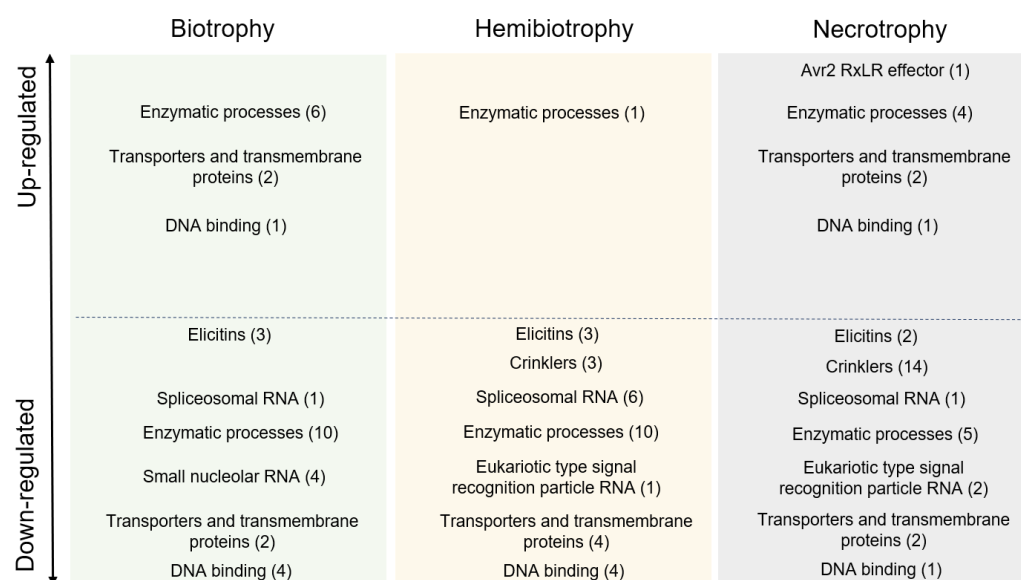 Biotrophy
Hemibiotrophy
Necrotrophy
Up-regulated
Avr2 RxLR effector (1)
Enzymatic processes (6)
Enzymatic processes (1)
Enzymatic processes (4)
Transporters and transmembrane
proteins (2)
Transporters and transmembrane
proteins (2)
DNA binding (1)
DNA binding (1)
Down-regulated
Elicitins (3)
Elicitins (3)
Elicitins (2)
Crinklers (3)
Crinklers (14)
Spliceosomal RNA (1)
Spliceosomal RNA (6)
Spliceosomal RNA (1)
Enzymatic processes (10)
Enzymatic processes (10)
Enzymatic processes (5)
Small nucleolar RNA (4)
Eukariotic type signal
recognition particle RNA (1)
Eukariotic type signal
recognition particle RNA (2)
Transporters and transmembrane
proteins (2)
Transporters and transmembrane
proteins (4)
Transporters and transmembrane
proteins (2)
DNA binding (4)
DNA binding (4)
DNA binding (1)